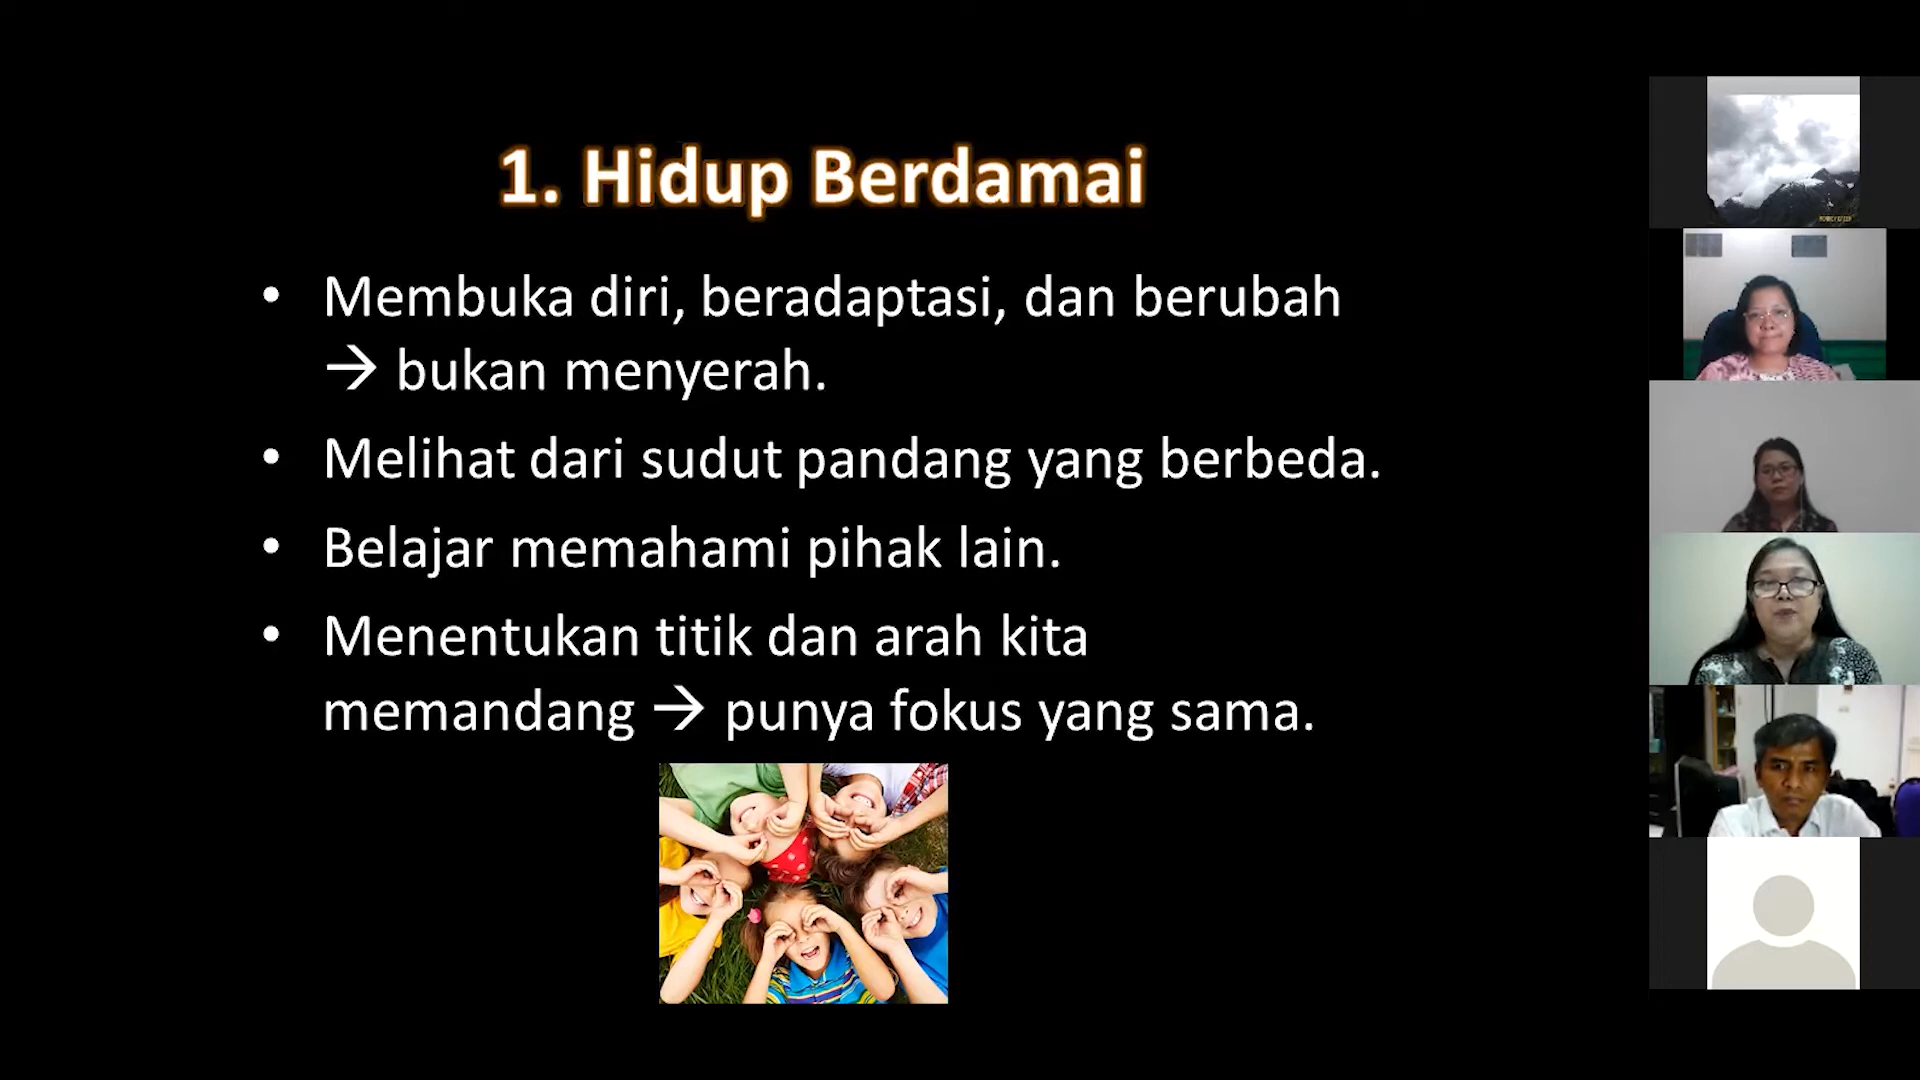 1. Hidup Berdamai
• Membuka diri, beradaptasi, dan berubah
→ bukan menyerah.
• Melihat dari sudut pandang yang berbeda.
• Belajar memahami pihak lain.
• Menentukan titik dan arah kita
memandang → punya fokus yang sama.